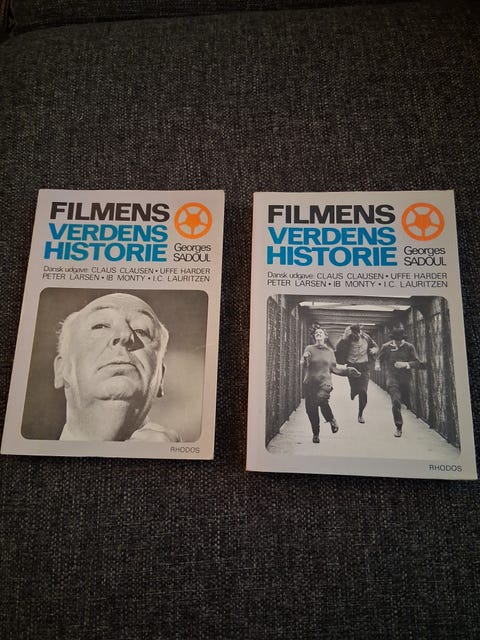 FILMENS
VERDENS
HISTORIE
Georges
SADOUL
Dansk udgave: CLAUS CLAUSEN • UFFE HARDER
PETER LARSEN • IB MONTY • I.C. LAURITZEN
RHODOS
FILMENS
VERDENS
HISTORIE
Georges
SADOUL
Dansk udgave: CLAUS CLAUSEN • UFFE HARDER
PETER LARSEN • IB MONTY • I.C. LAURITZEN
RHODOS